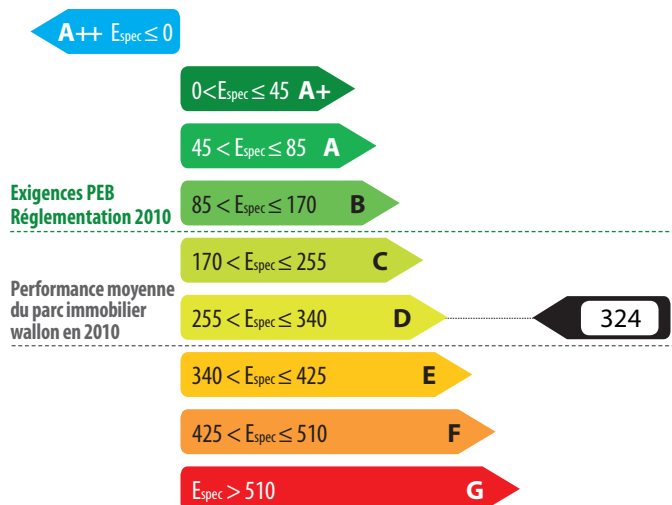 A++ Espec ≤ 0
0<Espec ≤ 45 A+
45 < Espec ≤ 85 A
Exigences PEB
Réglementation 2010
85 < Espec ≤ 170 B
170 < Espec ≤ 255 C
Performance moyenne
du parc immobilier
wallon en 2010
255 < Espec ≤ 340 D
324
340 < Espec ≤ 425 E
425 < Espec ≤ 510 F
Espec > 510 G